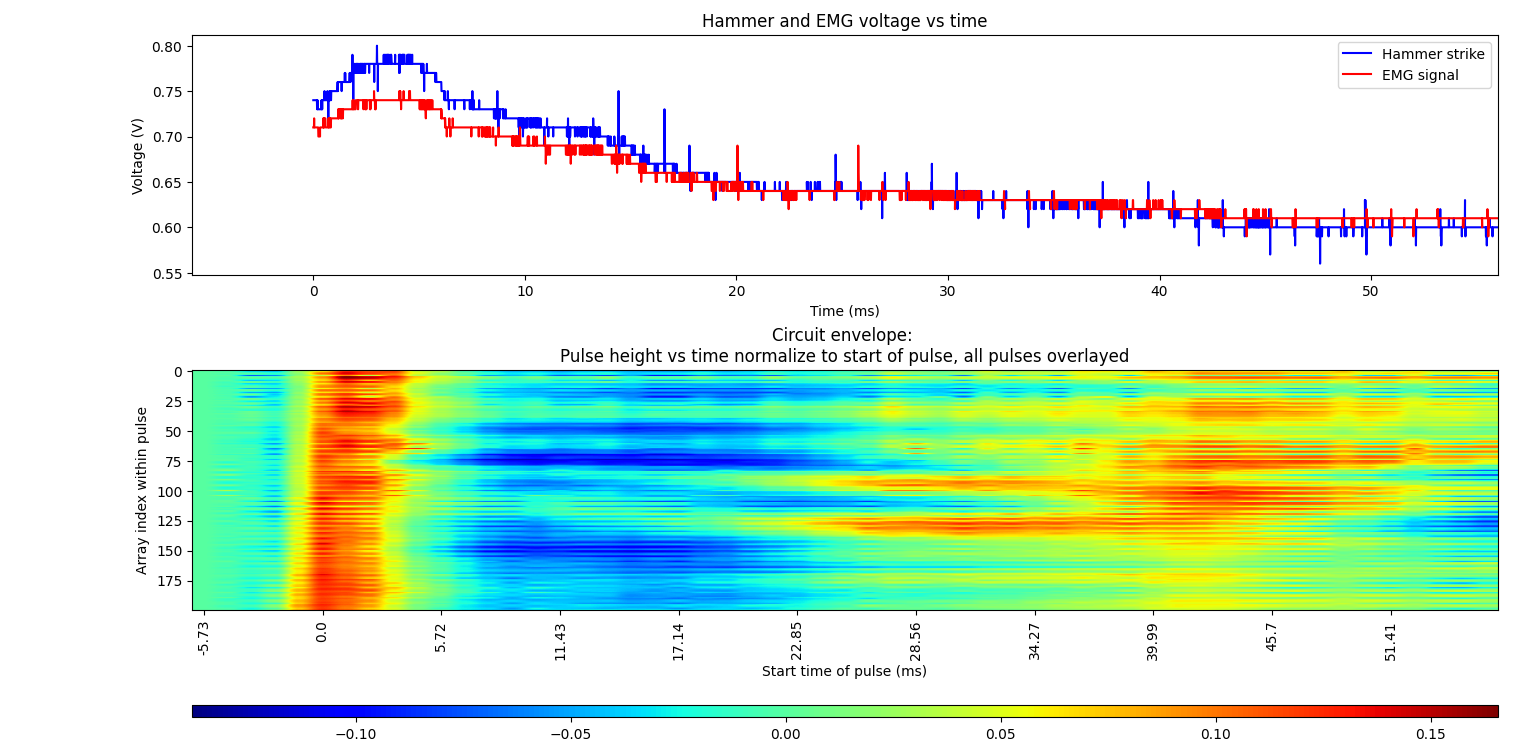 Hammer and EMG voltage vs time
Hammer strike
EMG signal
Voltage (V)
0.80
0.75
0.70
0.65
0.60
0.55
0 10 20 30 40 50
Time (ms)
Circuit envelope:
Pulse height vs time normalize to start of pulse, all pulses overlayed
Array index within pulse
0
25
50
75
100
125
150
175
-5.73 0.0 5.72 11.43 17.14 22.85 28.56 34.27 39.99 45.7 51.41
Start time of pulse (ms)
−0.10 −0.05 0.00 0.05 0.10 0.15